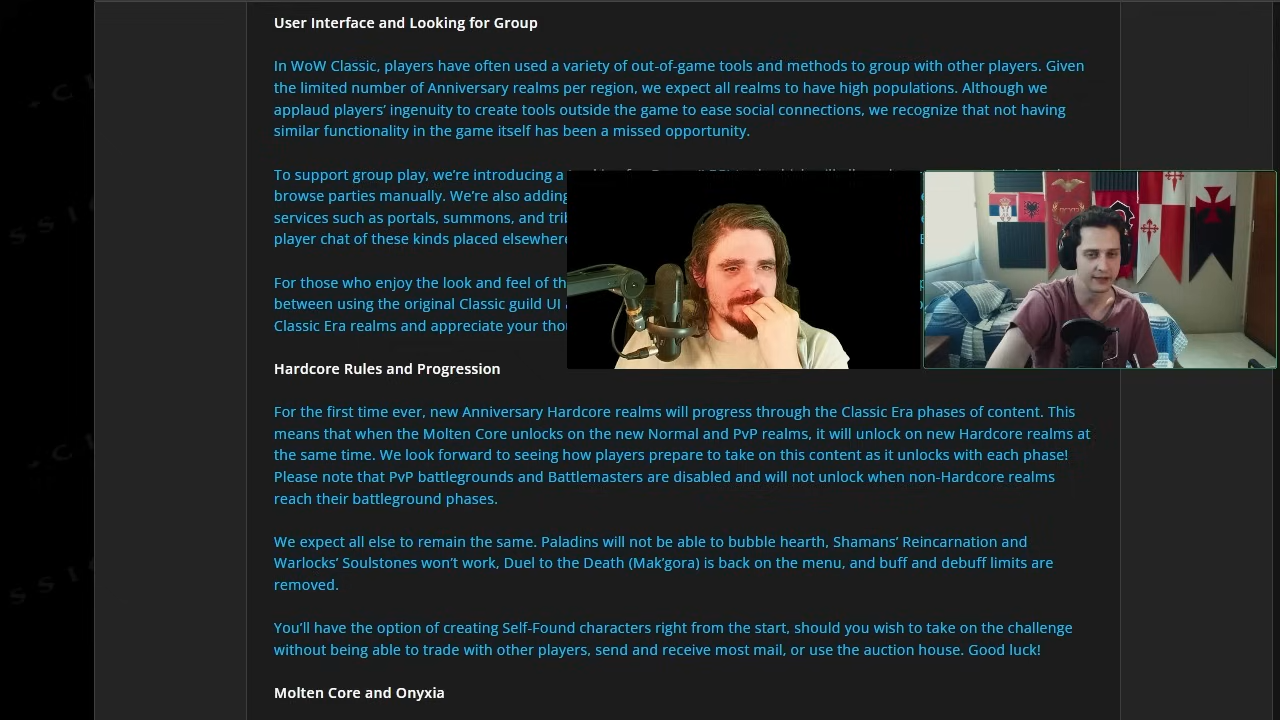 User Interface and Looking for Group
In WoW Classic, players have often used a variety of out-of-game tools and methods to group with other players. Given
the limited number of Anniversary realms per region, we expect all realms to have high populations. Although we
applaud players’ ingenuity to create tools outside the game to ease social connections, we recognize that not having
similar functionality in the game itself has been a missed opportunity.
To support group play, we’re introducing a
browse parties manually. We’re also adding
services such as portals, summons, and
player chat of these kinds placed elsewhere
For those who enjoy the look and feel of
between using the original Classic guild UI
Classic Era realms and appreciate your
Hardcore Rules and Progression
For the first time ever, new Anniversary Hardcore realms will progress through the Classic Era phases of content. This
means that when the Molten Core unlocks on the new Normal and PvP realms, it will unlock on new Hardcore realms at
the same time. We look forward to seeing how players prepare to take on this content as it unlocks with each phase!
Please note that PvP battlegrounds and Battlemasters are disabled and will not unlock when non-Hardcore realms
reach their battleground phases.
We expect all else to remain the same. Paladins will not be able to bubble hearth, Shamans’ Reincarnation and
Warlocks’ Soulstones won’t work, Duel to the Death (Mak’gora) is back on the menu, and buff and debuff limits are
removed.
You’ll have the option of creating Self-Found characters right from the start, should you wish to take on the challenge
without being able to trade with other players, send and receive most mail, or use the auction house. Good luck!
Molten Core and Onyxia